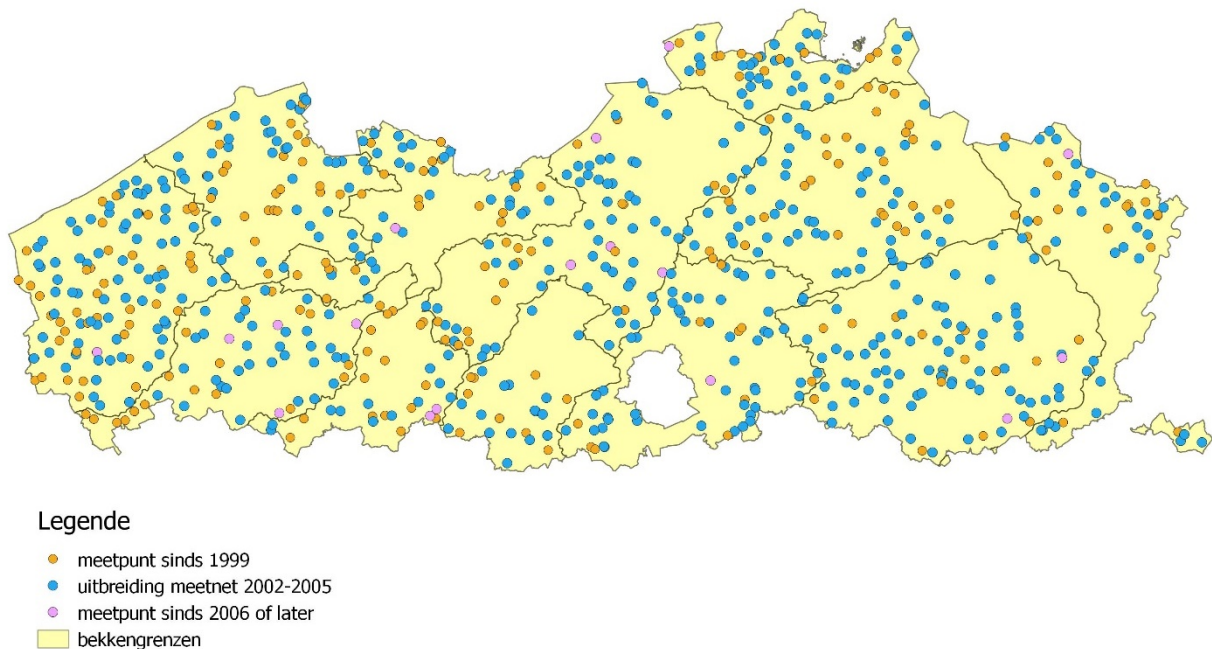 Legende
meetpunt sinds 1999
uitbreiding meetnet 2002-2005
meetpunt sinds 2006 of later
bekkengrenzen